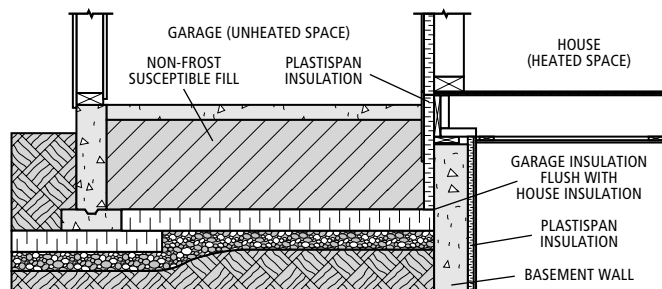 GARAGE (UNHEATED SPACE)
NON-FROST
SUSCEPTIBLE FILL
PLASTISPAN
INSULATION
HOUSE
(HEATED SPACE)
GARAGE INSULATION
FLUSH WITH
HOUSE INSULATION
PLASTISPAN
INSULATION
BASEMENT WALL